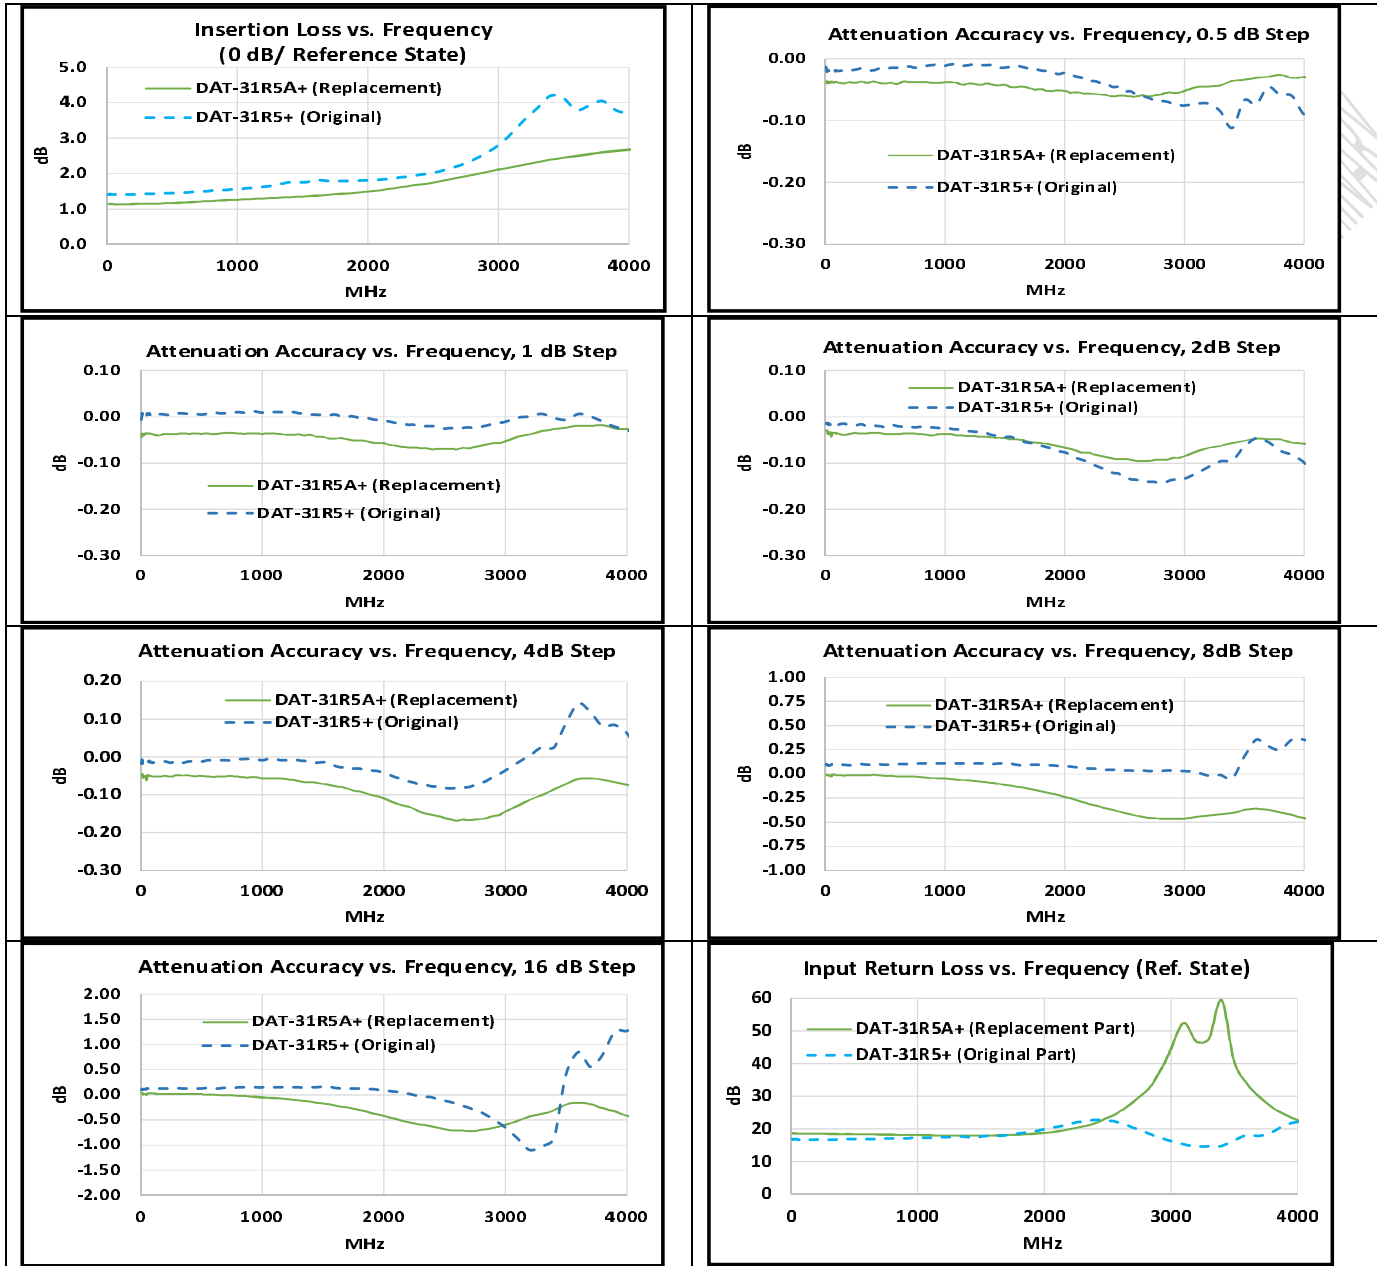 Insertion Loss vs. Frequency
(0 dB/ Reference State)
5.0
4.0
3.0
2.0
1.0
0.0
dB
DAT-31R5A+ (Replacement)
DAT-31R5+ (Original)
0 1000 2000 3000 4000
MHz
Attenuation Accuracy vs. Frequency, 0.5 dB Step
0.00
-0.10
-0.20
-0.30
dB
DAT-31R5A+ (Replacement)
DAT-31R5+ (Original)
0 1000 2000 3000 4000
MHz
Attenuation Accuracy vs. Frequency, 1 dB Step
0.10
0.00
-0.10
-0.20
-0.30
dB
DAT-31R5A+ (Replacement)
DAT-31R5+ (Original)
0 1000 2000 3000 4000
MHz
Attenuation Accuracy vs. Frequency, 2dB Step
0.10
0.00
-0.10
-0.20
-0.30
dB
DAT-31R5A+ (Replacement)
DAT-31R5+ (Original)
0 1000 2000 3000 4000
MHz
Attenuation Accuracy vs. Frequency, 4dB Step
0.20
0.10
0.00
-0.10
-0.20
-0.30
dB
DAT-31R5A+ (Replacement)
DAT-31R5+ (Original)
0 1000 2000 3000 4000
MHz
Attenuation Accuracy vs. Frequency, 8dB Step
1.00
0.75
0.50
0.25
0.00
-0.25
-0.50
-0.75
-1.00
dB
DAT-31R5A+ (Replacement)
DAT-31R5+ (Original)
0 1000 2000 3000 4000
MHz
Attenuation Accuracy vs. Frequency, 16 dB Step
2.00
1.50
1.00
0.50
0.00
-0.50
-1.00
-1.50
-2.00
dB
DAT-31R5A+ (Replacement)
DAT-31R5+ (Original)
0 1000 2000 3000 4000
MHz
Input Return Loss vs. Frequency (Ref. State)
60
50
40
30
20
10
0
dB
DAT-31R5A+ (Replacement Part)
DAT-31R5+ (Original Part)
0 1000 2000 3000 4000
MHz